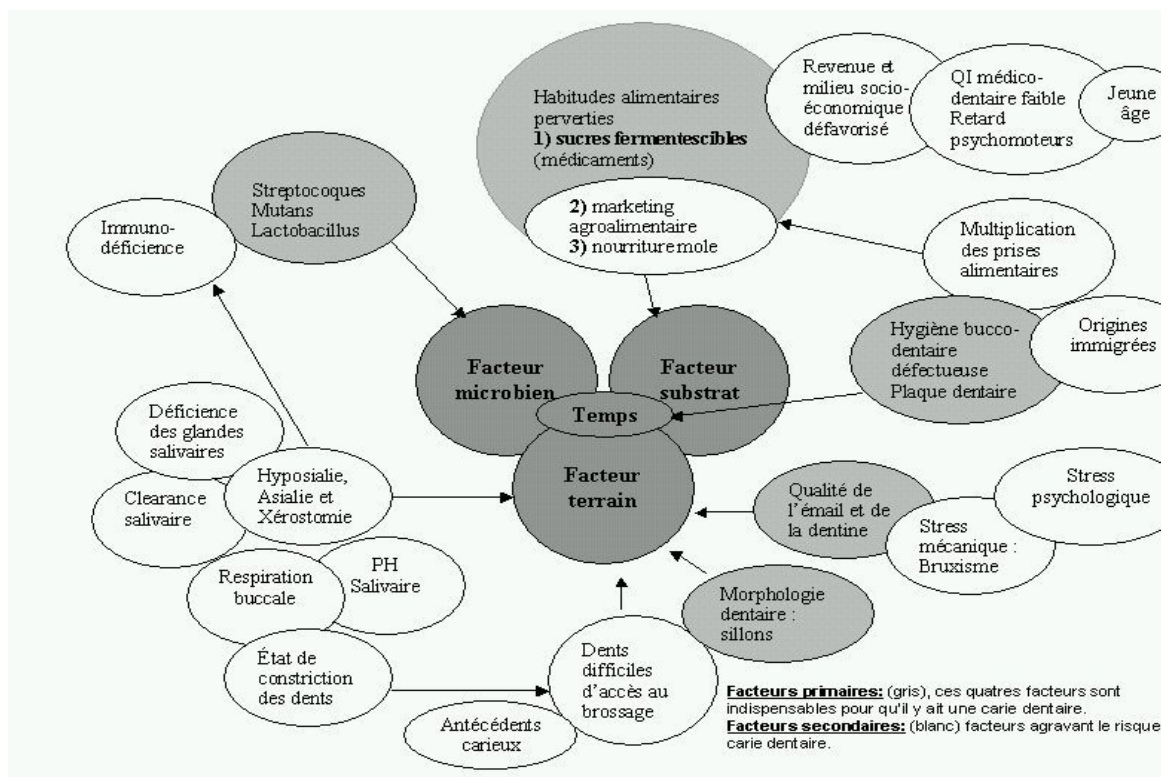 Habitudes alimentaires
perverties
1) sucres fermentescibles
(médicaments)
2) marketing
agroalimentaire
3) nourriture mole
Revenue et
milieu socio-
économique
défavorisé
QI médico-
dentaire faible
Retard
psychomoteurs
Jeune
âge
Streptocoques
Mutans
Lactobacillus
Immuno-
déficience
Multiplication
des prises
alimentaires
Hygiène bucco-
dentaire
défectueuse
Plaque dentaire
Origines
immigrées
Facteur
microbien
Facteur
substrat
Temps
Facteur
terrain
Déficience
des glandes
salivaires
Clearance
salivaire
Hyposialie,
Asialie et
Xérostomie
Respiration
buccale
PH
Salivaire
État de
constriction
des dents
Antécédents
carieux
Dents
difficiles
d'accès au
brossage
Qualité de
l'émail et de
la dentine
Stress
mécanique :
Bruxisme
Stress
psychologique
Morphologie
dentaire :
sillons
Facteurs primaires: (gris), ces quatres facteurs sont
indispensables pour qu'il y ait une carie dentaire.
Facteurs secondaires: (blanc) facteurs agravant le risque
carie dentaire.